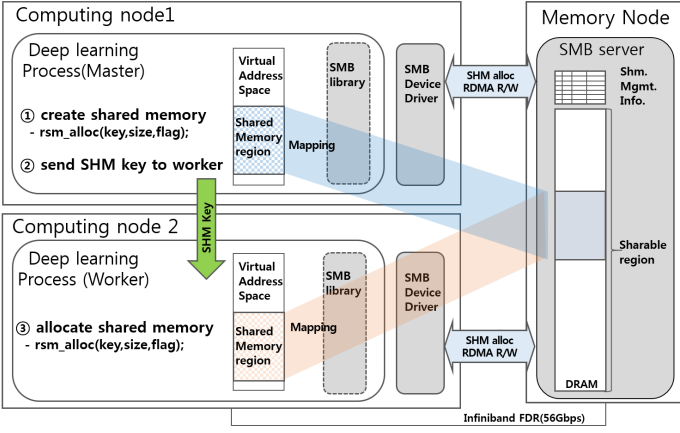 Computing node1
Deep learning
Process(Master)
① create shared memory
- rsm_alloc(key,size,flag);
② send SHM key to worker
Virtual
Address
Space
Shared
Memory
region
Mapping
SMB
library
SMB
Device
Driver
SHM alloc
RDMA R/W
Memory Node
SMB server
Shm.
Mgmt.
Info.
Sharable
region
DRAM
SHM Key
Computing node 2
Deep learning
Process (Worker)
③ allocate shared memory
- rsm_alloc(key,size,flag);
Virtual
Address
Space
Shared
Memory
region
Mapping
SMB
library
SMB
Device
Driver
SHM alloc
RDMA R/W
Infiniband FDR(56Gbps)